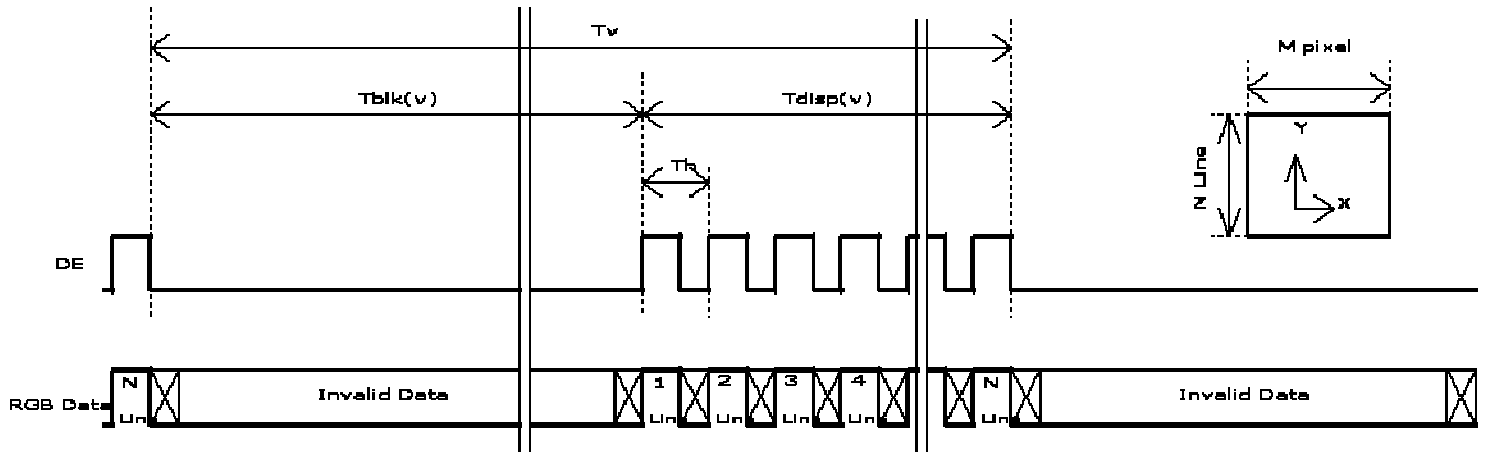 Tv
M pixel
Tblk(v)
Tdisp(v)
Y
Th
N Line
X
DE
N
1
2
3
4
N
Invalid Data
Invalid Data
RGB Data
Lin
Lin
Lin
Lin
Lin
Lin